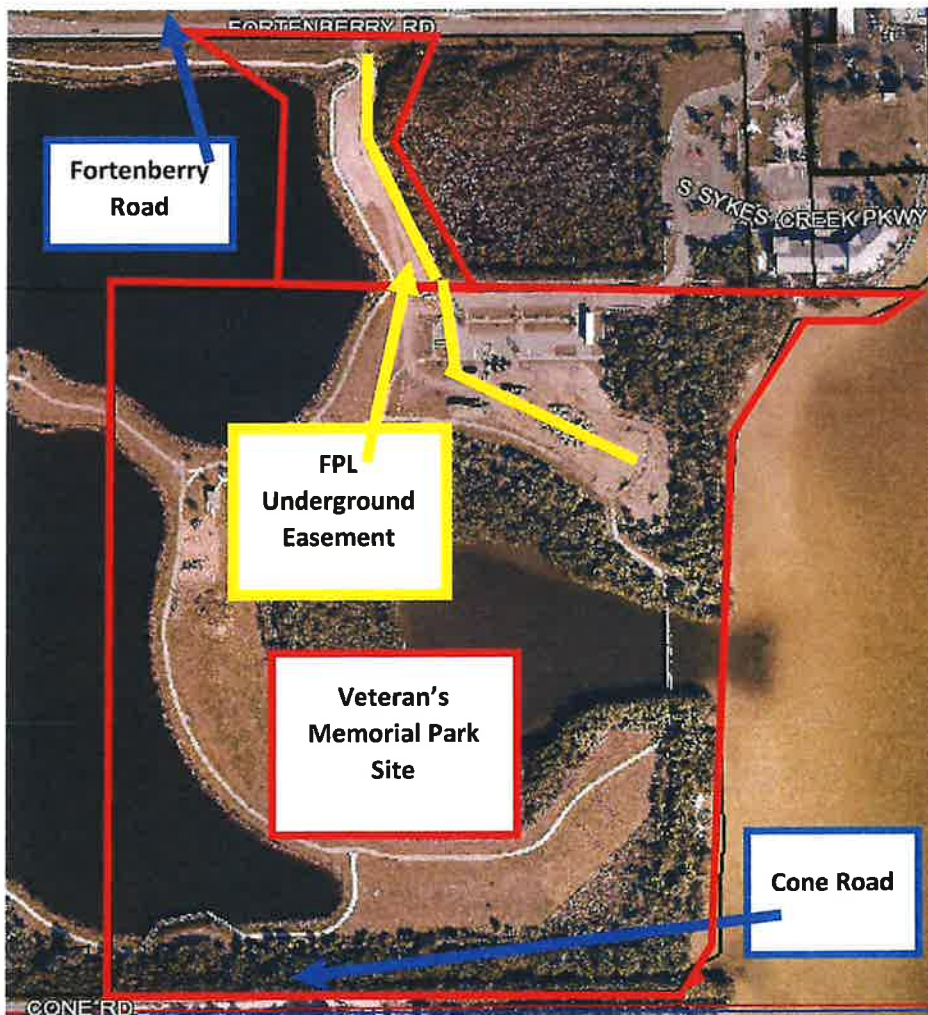 FORTENBERRY RD
Fortenberry
Road
S SYKES CREEK PKWY
FPL
Underground
Easement
Veteran's
Memorial Park
Site
Cone Road
CONE RD